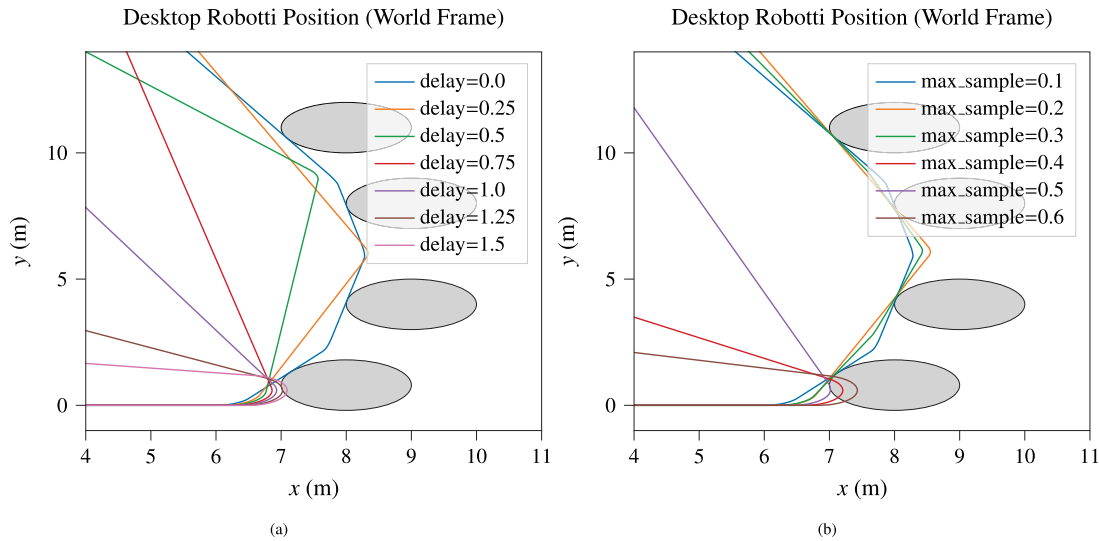 Desktop Robotti Position (World Frame)
delay=0.0
delay=0.25
delay=0.5
delay=0.75
delay=1.0
delay=1.25
delay=1.5
10
5
0
y (m)
4 5 6 7 8 9 10 11
x (m)
(a)
Desktop Robotti Position (World Frame)
max_sample=0.1
max_sample=0.2
max_sample=0.3
max_sample=0.4
max_sample=0.5
max_sample=0.6
10
5
0
y (m)
4 5 6 7 8 9 10 11
x (m)
(b)